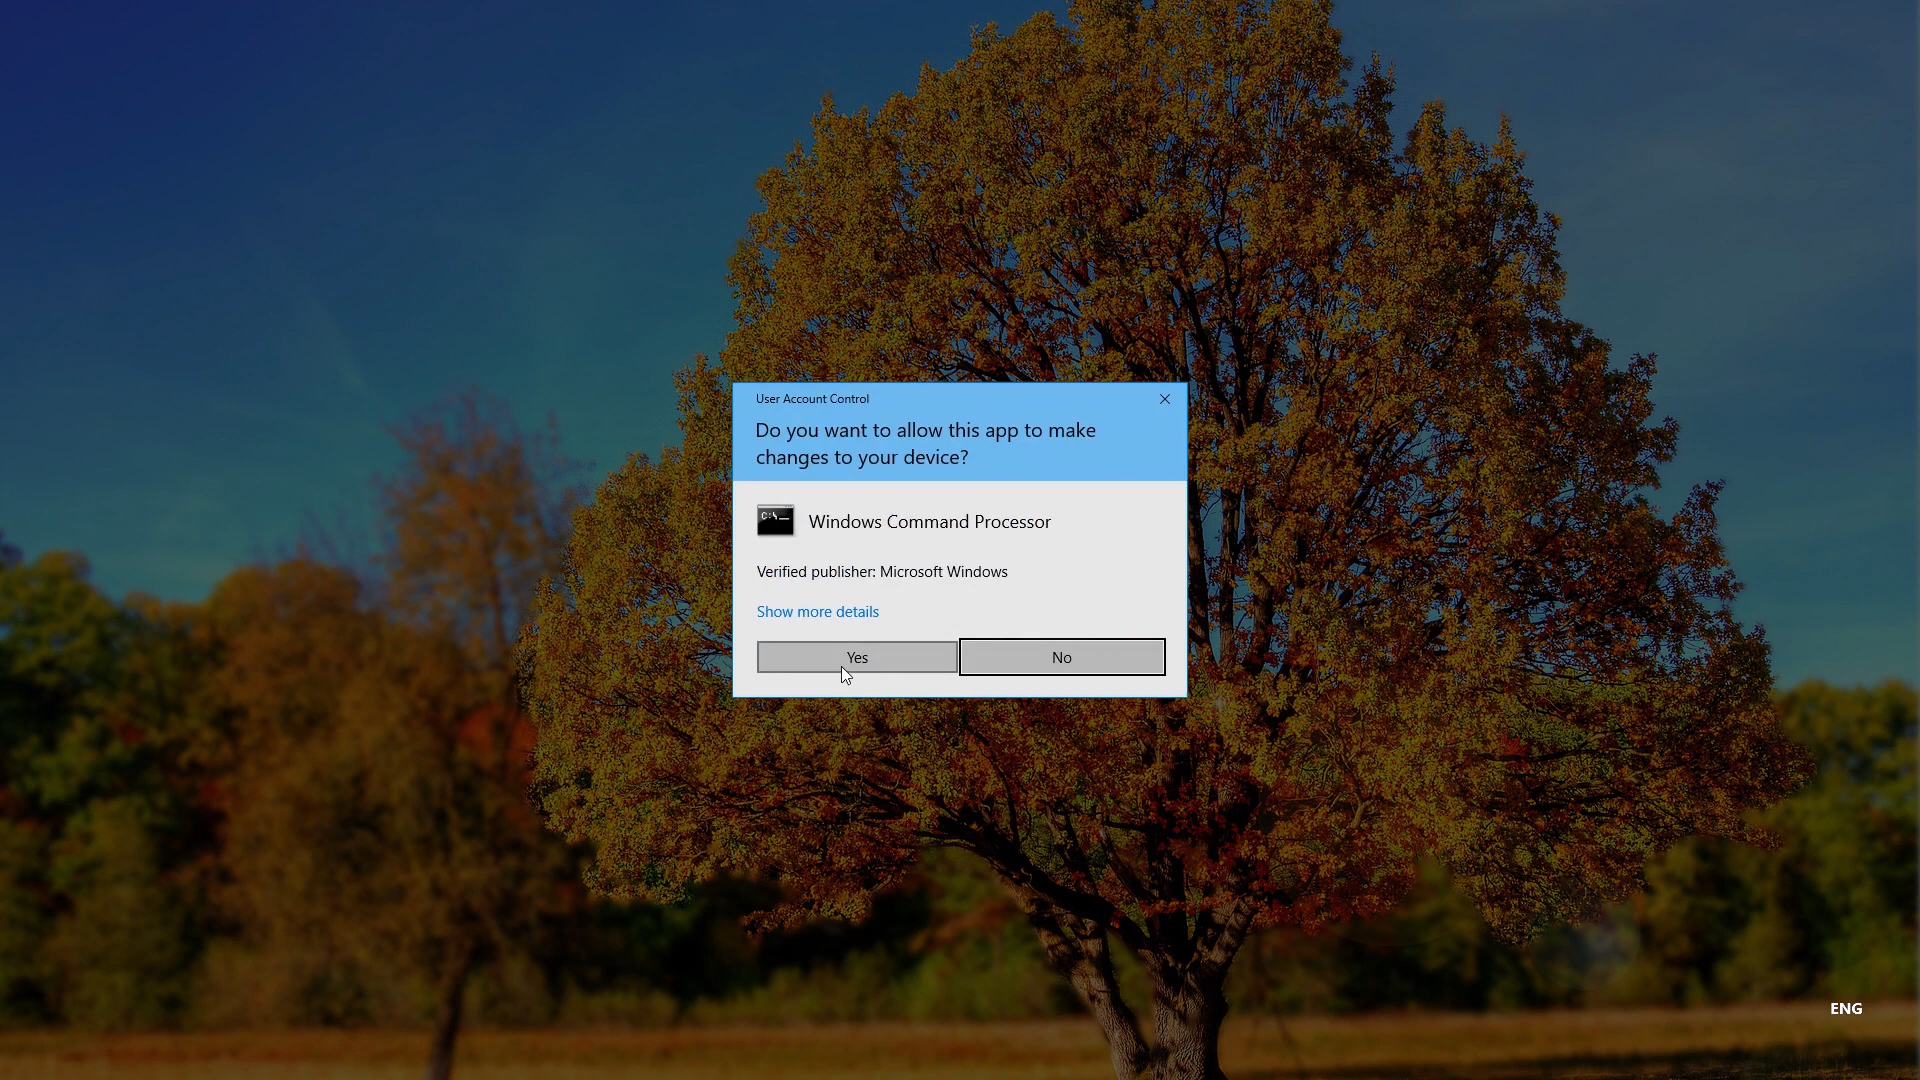 User Account Control
Do you want to allow this app to make
changes to your device?
C:\
Windows Command Processor
Verified publisher: Microsoft Windows
Show more details
Yes
No
ENG